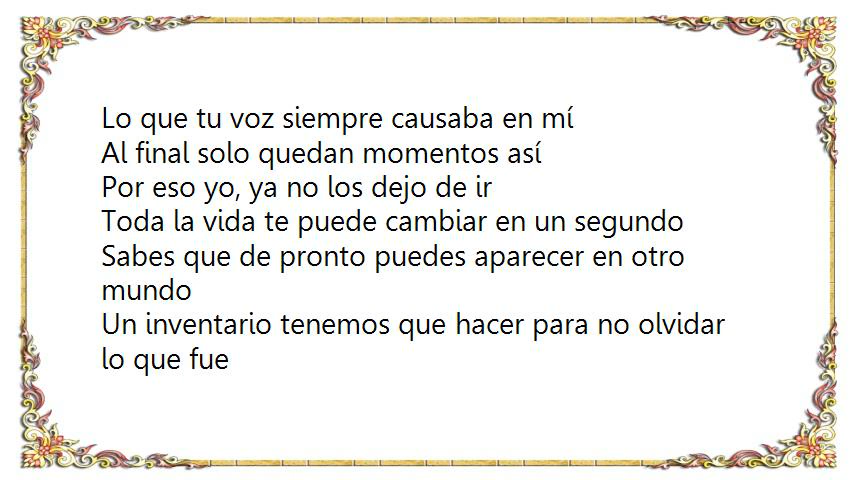 Lo que tu voz siempre causaba en mí
Al final solo quedan momentos así
Por eso yo, ya no los dejo de ir
Toda la vida te puede cambiar en un segundo
Sabes que de pronto puedes aparecer en otro
mundo
Un inventario tenemos que hacer para no olvidar
lo que fue